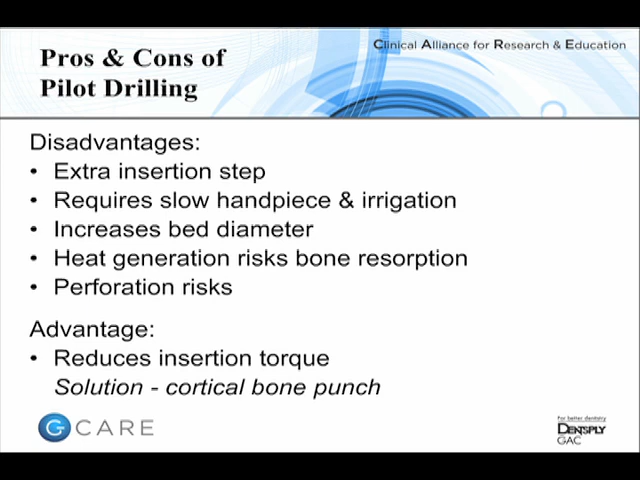 Clinical Alliance for Research & Education
Pros & Cons of
Pilot Drilling
Disadvantages:
• Extra insertion step
• Requires slow handpiece & irrigation
• Increases bed diameter
• Heat generation risks bone resorption
• Perforation risks
Advantage:
• Reduces insertion torque
Solution - cortical bone punch
G CARE
For better dentistry
DENTSPLY
GAC